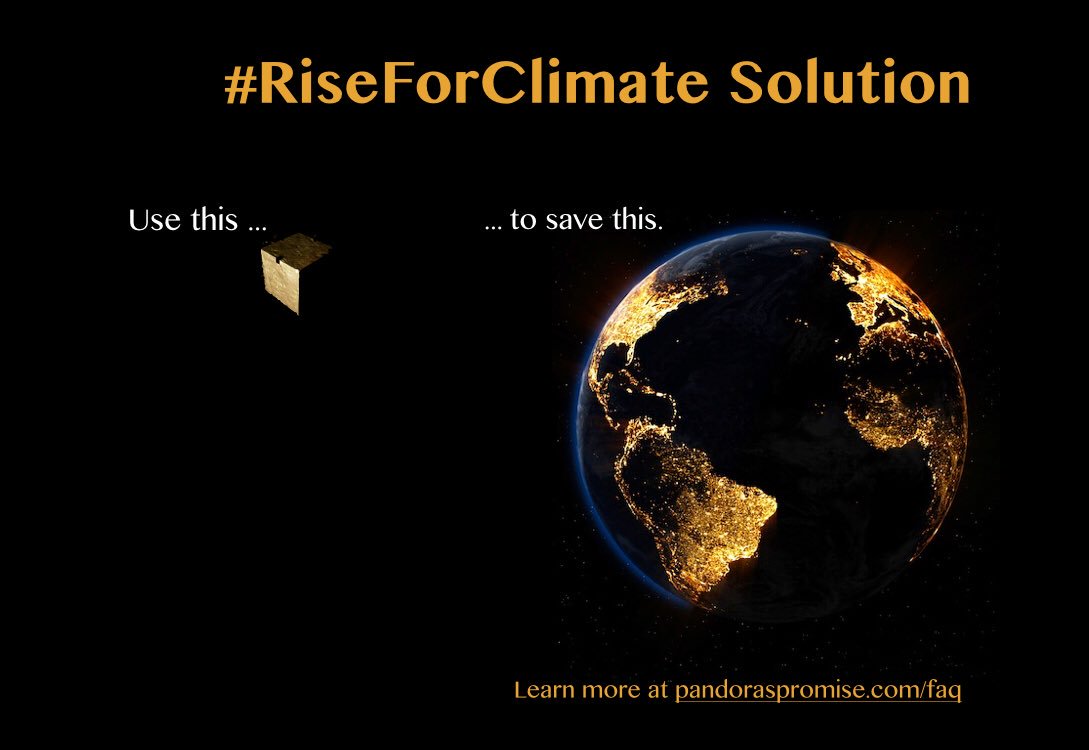 #RiseForClimate Solution
Use this ...
... to save this.
Learn more at pandoraspromise.com/faq